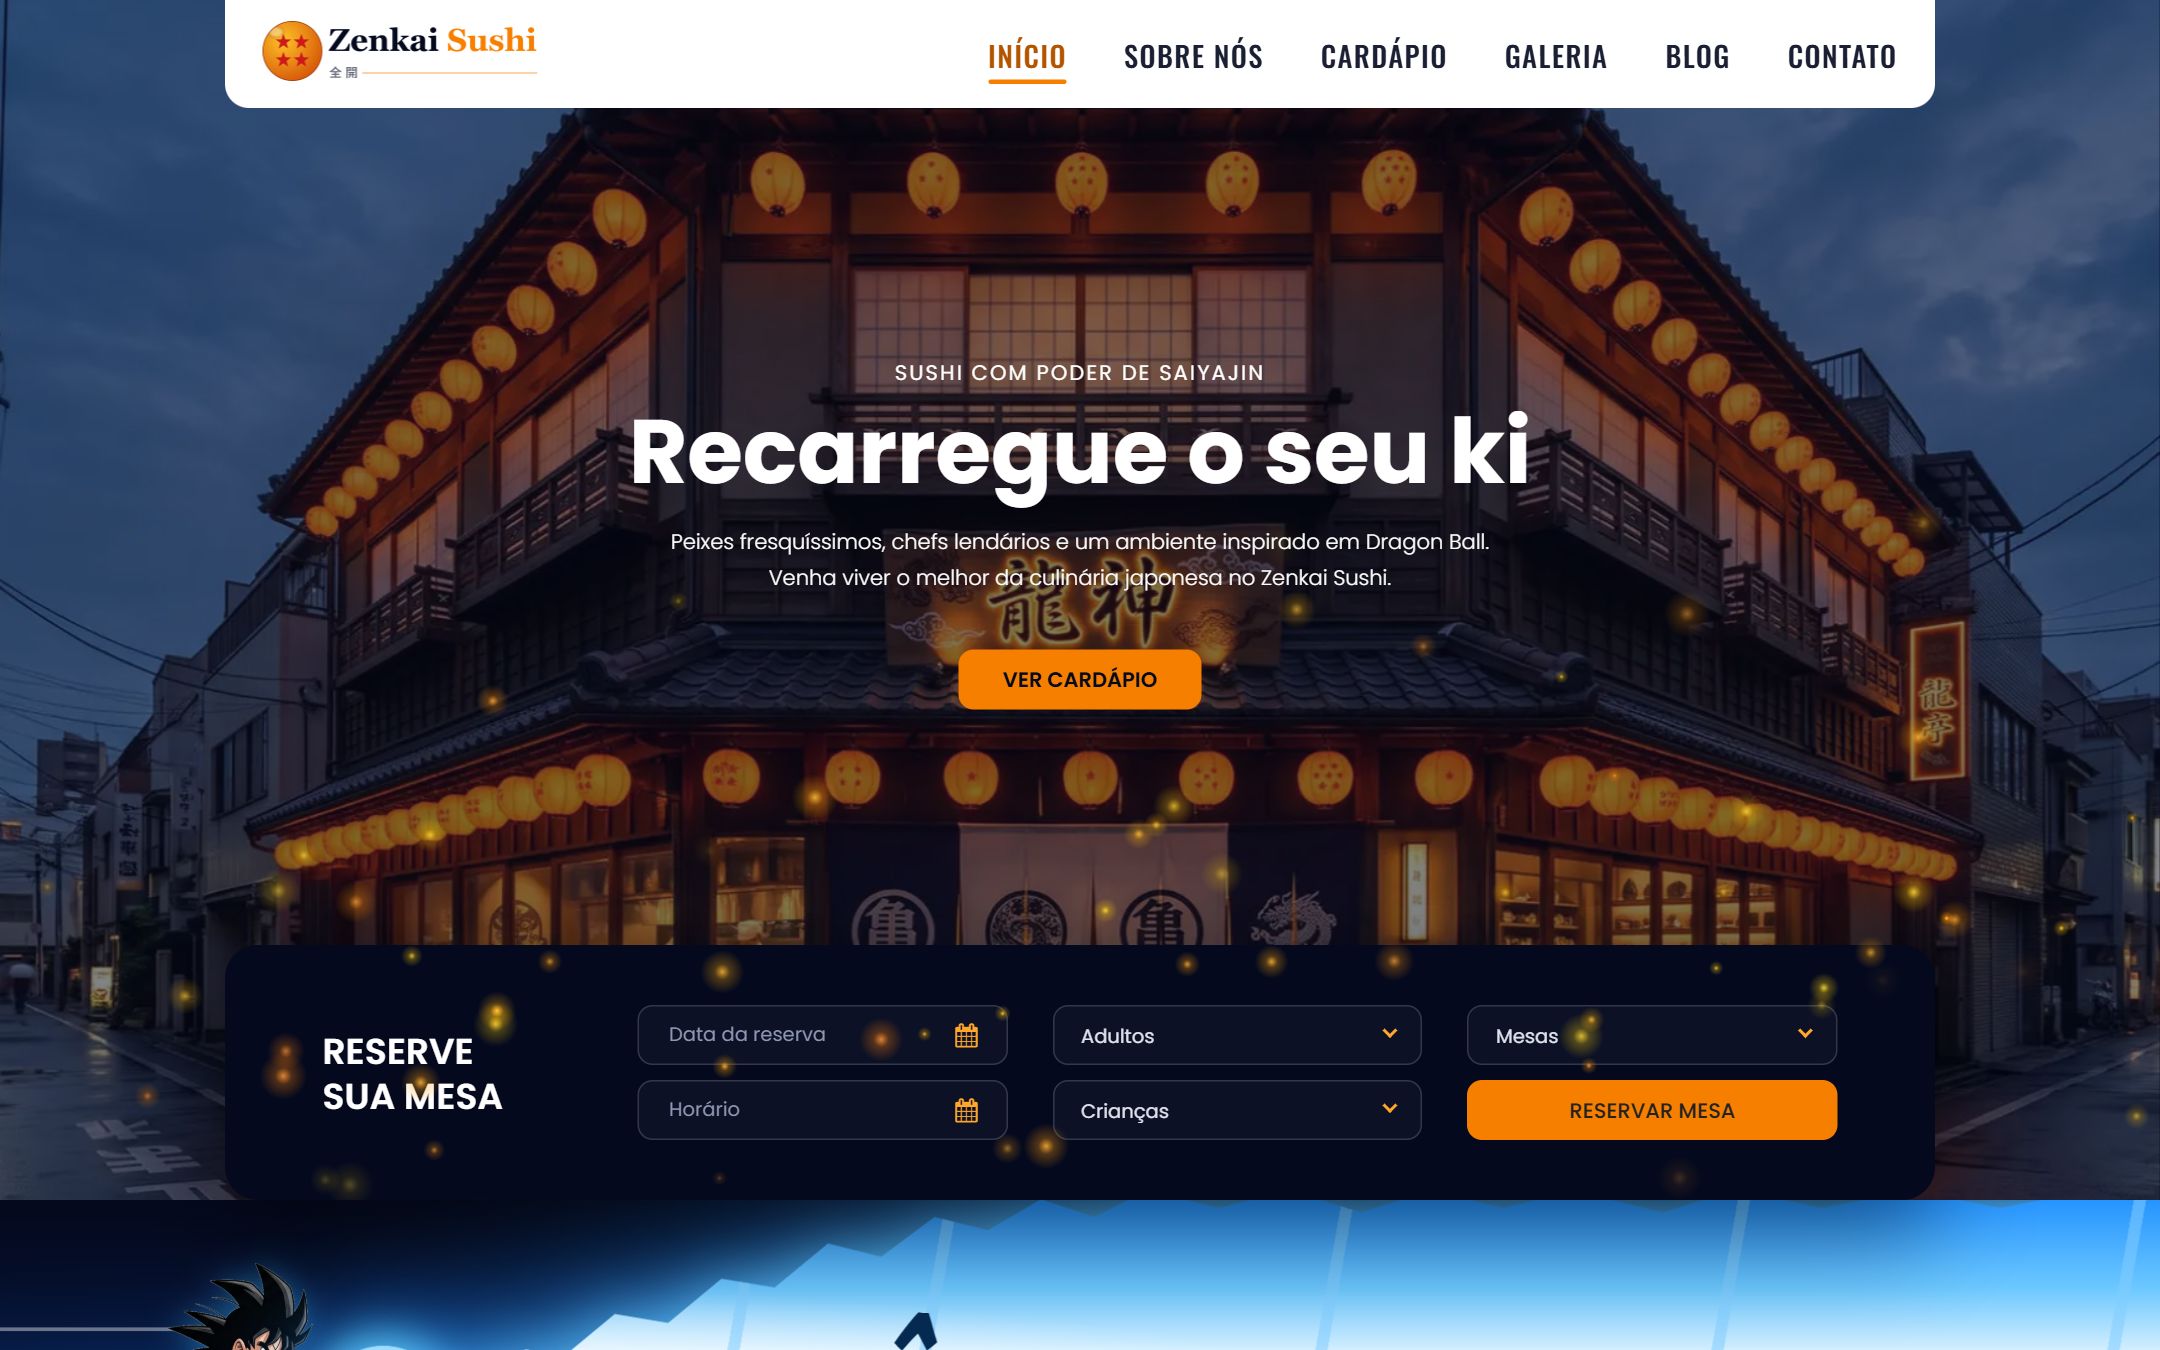 Zenkai Sushi
全開
INÍCIO
SOBRE NÓS
CARDÁPIO
GALERIA
BLOG
CONTATO
SUSHI COM PODER DE SAIYAJIN
Recarregue o seu ki
Peixes fresquíssimos, chefs lendários e um ambiente inspirado em Dragon Ball.
Venha viver o melhor da culinária japonesa no Zenkai Sushi.
龍神
VER CARDÁPIO
龍亭
亀
亀
RESERVE
SUA MESA
Data da reserva
Adultos
Mesas
Horário
Crianças
RESERVAR MESA